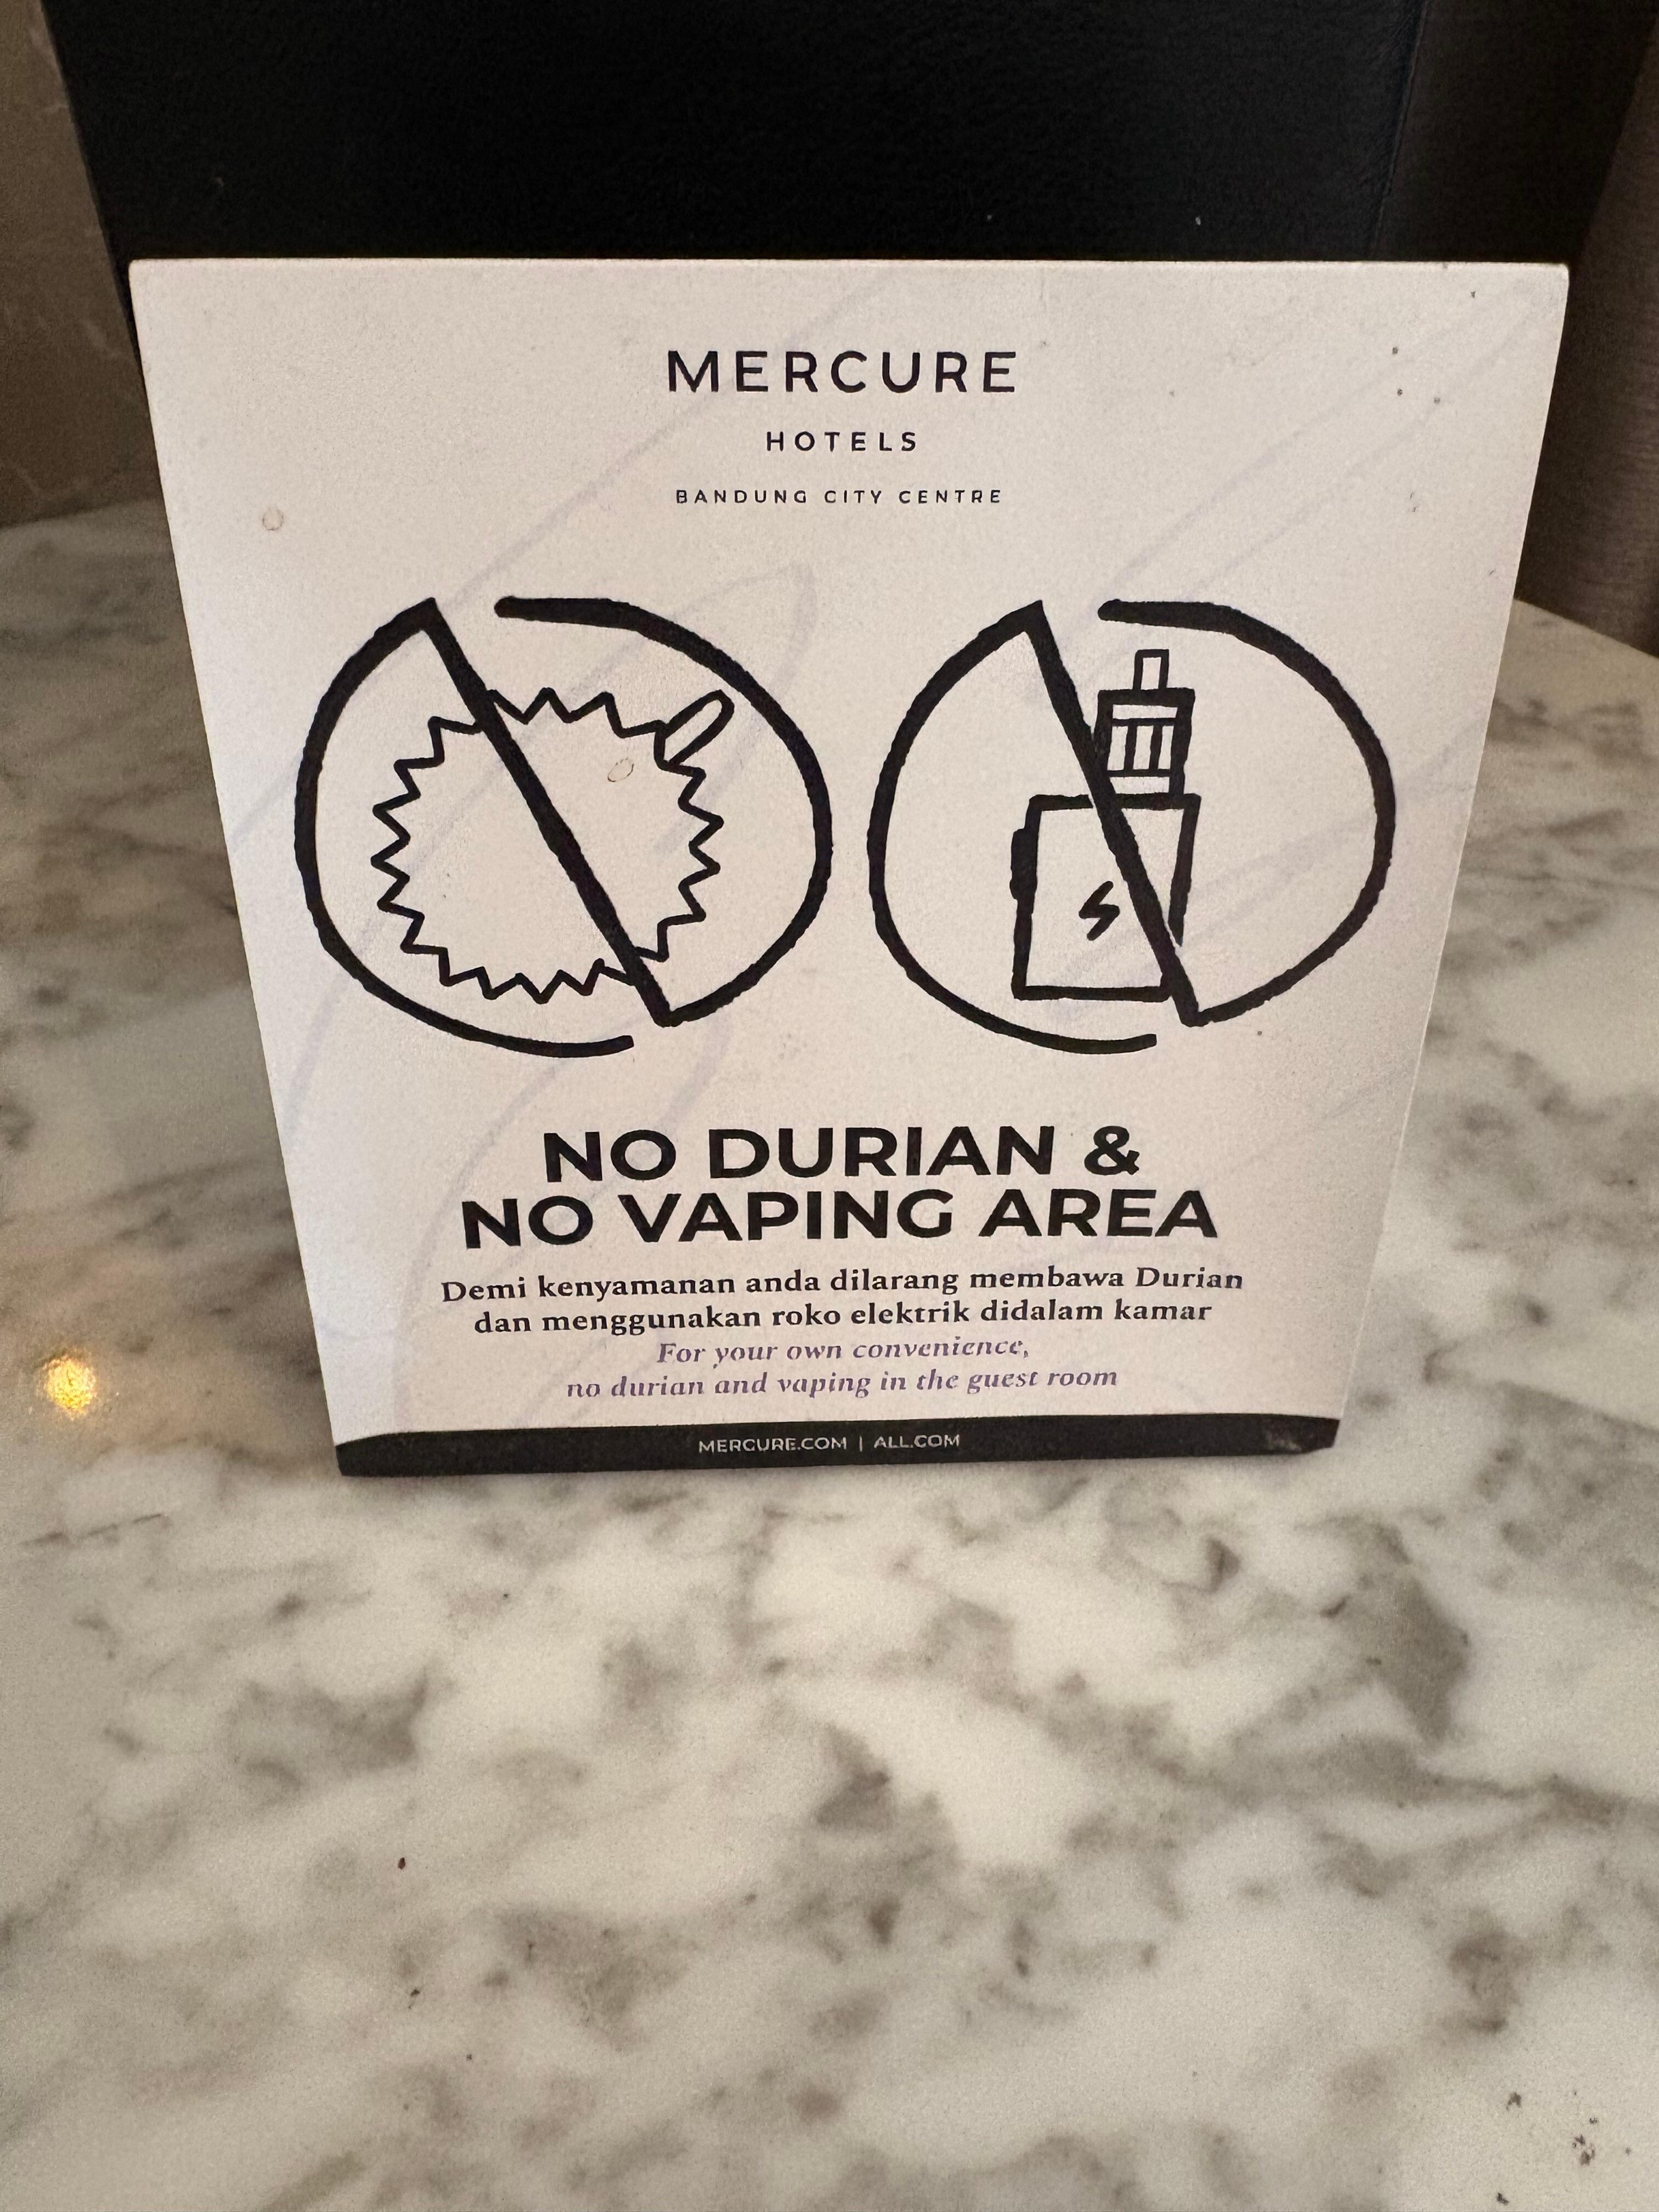 MERCURE
HOTELS
BANDUNG CITY CENTRE
NO DURIAN &
NO VAPING AREA
Demi kenyamanan anda dilarang membawa Durian
dan menggunakan roko elektrik didalam kamar
For your own convenience,
no durian and vaping in the guest room
MERCURE.COM | ALL.COM